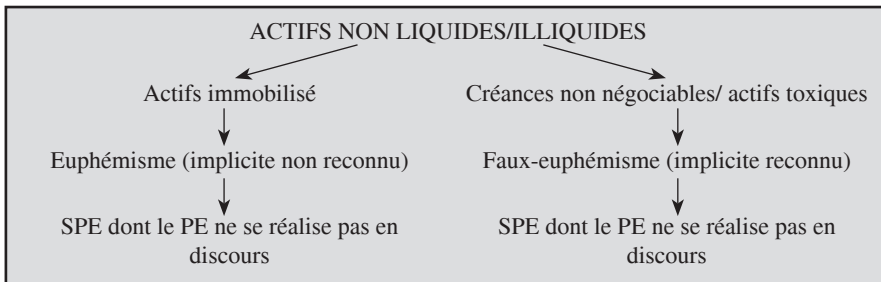 ACTIFS NON LIQUIDES/ILLIQUIDES
Actifs immobilisé
Créances non négociables/ actifs toxiques
Euphémisme (implicite non reconnu)
Faux-euphémisme (implicite reconnu)
SPE dont le PE ne se réalise pas en
discours
SPE dont le PE ne se réalise pas en
discours